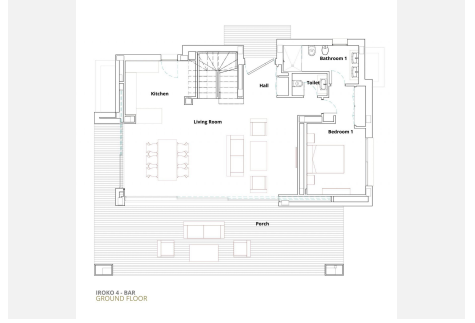 Bathroom 1
Hall
Toilet
Kitchen
Living Room
Bedroom 1
Porch
IROKO 4 - BAR
GROUND FLOOR